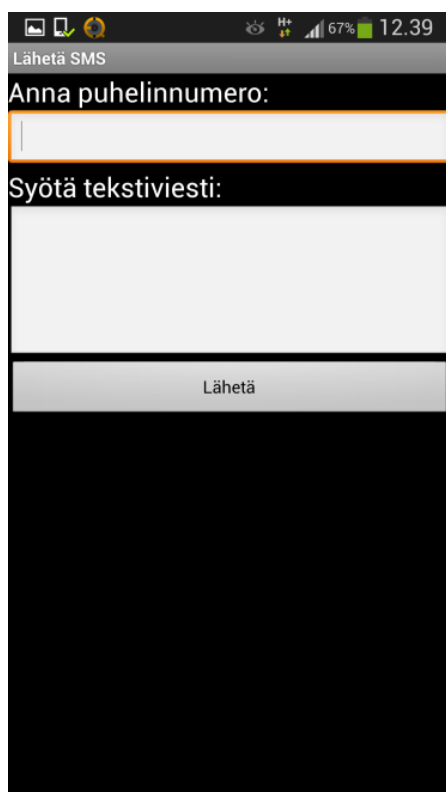 H+ 67% 12.39
Lähetä SMS
Anna puhelinnumero:
Syötä tekstiviesti:
Lähetä